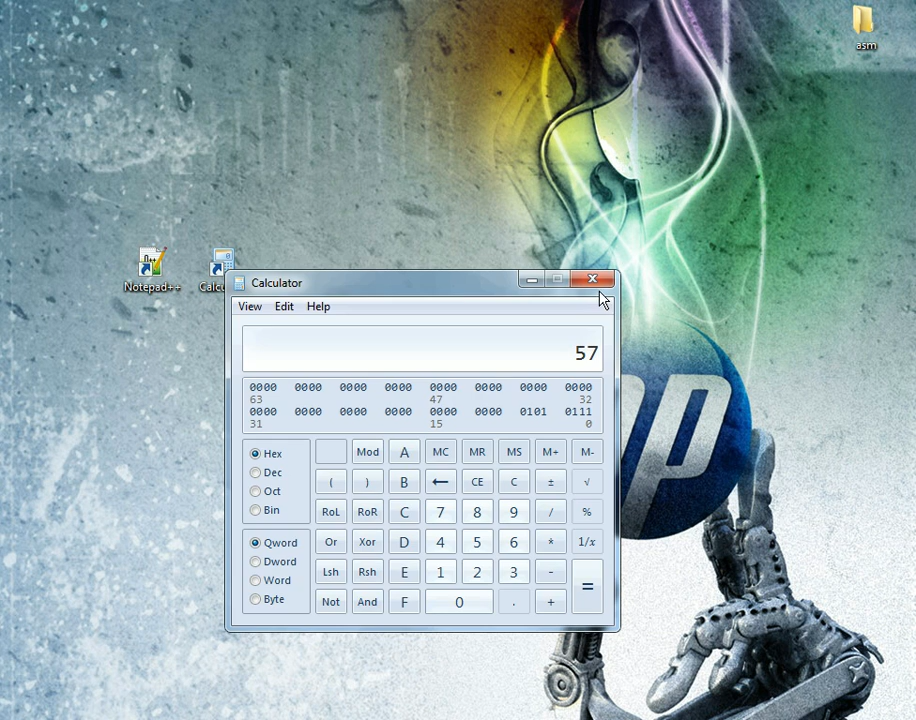 asm
Notepad++
Calcu
Calculator
View Edit Help
57
0000 0000 0000 0000 0000 0000 0000 0000
63 47 32
0000 0000 0000 0000 0000 0000 0101 0111
31 15 0
Hex Mod A MC MR MS M+ M-
Dec ( ) B ← CE C ± √
Oct RoL RoR C 7 8 9 / %
Bin
Qword Or Xor D 4 5 6 * 1/x
Dword Lsh Rsh E 1 2 3 - =
Word
Byte Not And F 0 . +
hp